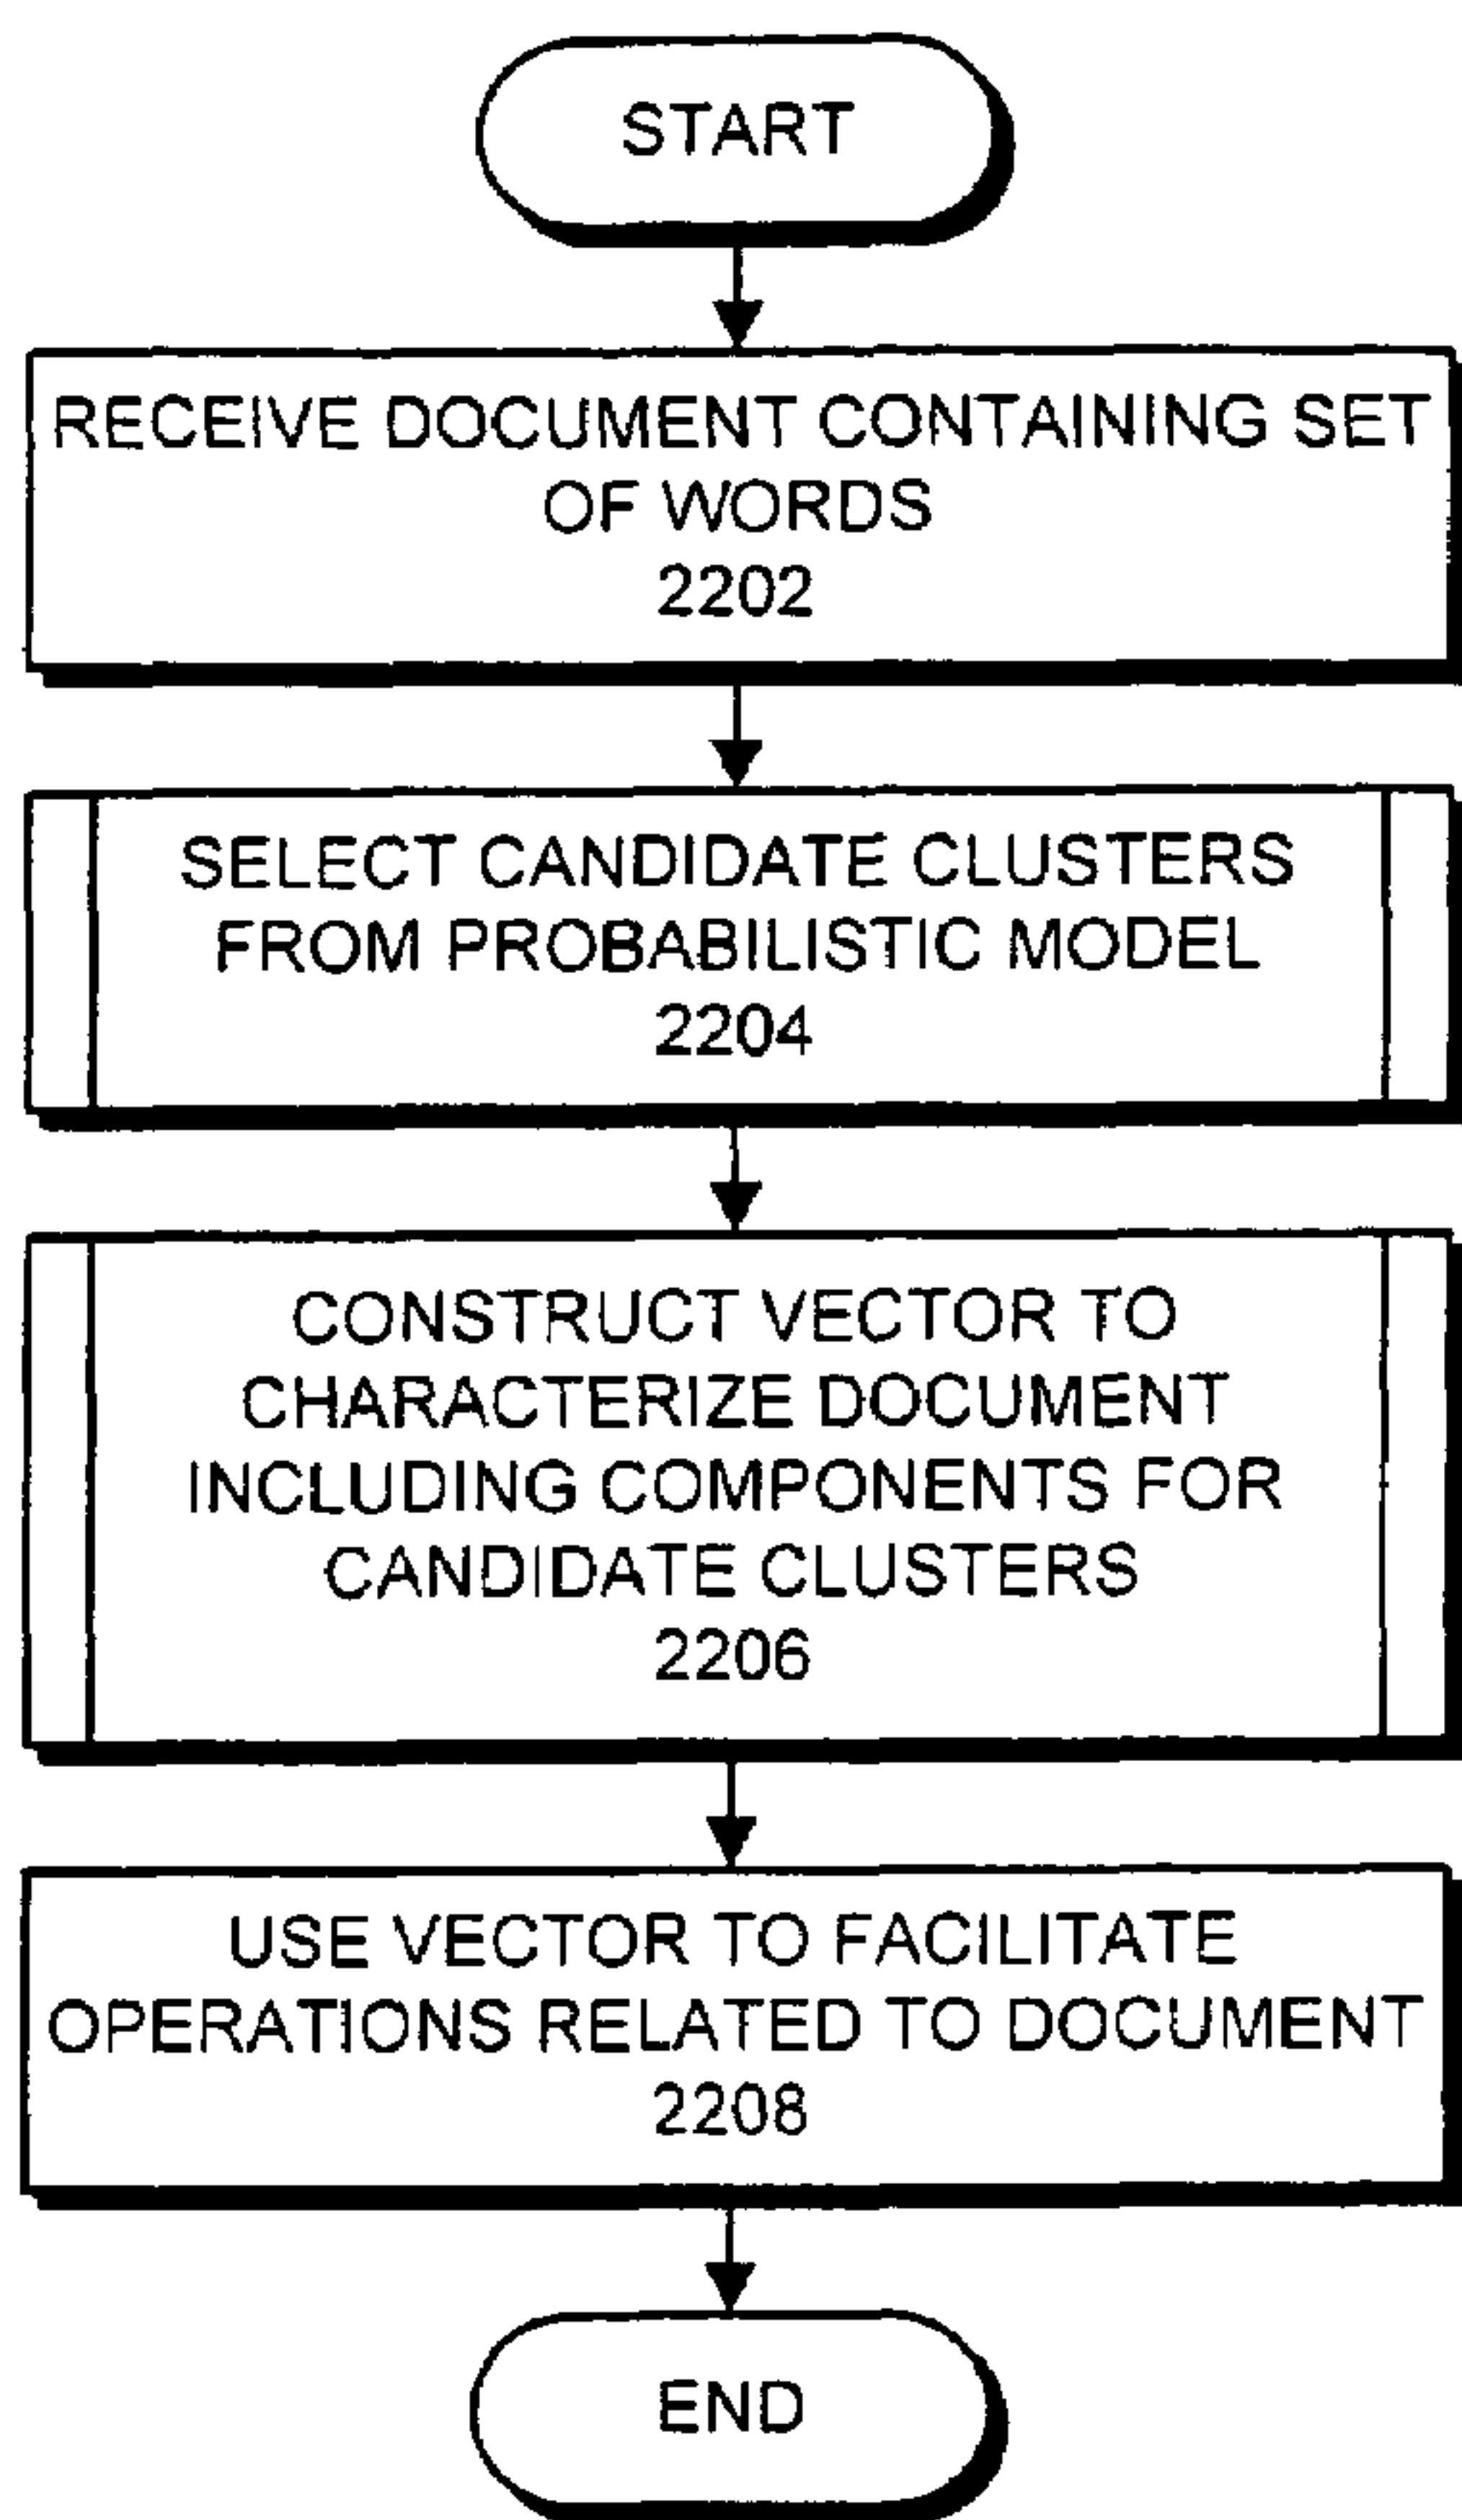 START
RECEIVE DOCUMENT CONTAINING SET
OF WORDS
2202
SELECT CANDIDATE CLUSTERS
FROM PROBABILISTIC MODEL
2204
CONSTRUCT VECTOR TO
CHARACTERIZE DOCUMENT
INCLUDING COMPONENTS FOR
CANDIDATE CLUSTERS
2206
USE VECTOR TO FACILITATE
OPERATIONS RELATED TO DOCUMENT
2208
END